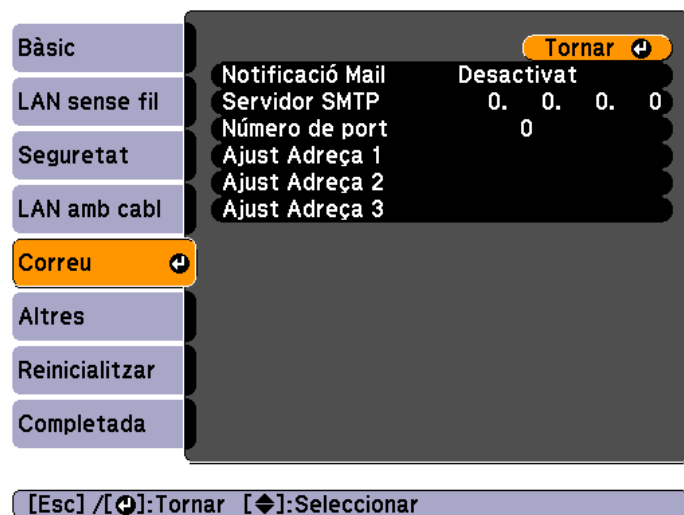 Bàsic
LAN sense fil
Seguretat
LAN amb cabl
Correu
Altres
Reinicialitzar
Completada
Tornar
Notificació Mail Desactivat
Servidor SMTP 0. 0. 0. 0
Número de port 0
Ajust Adreça 1
Ajust Adreça 2
Ajust Adreça 3
[Esc] /[⏎]:Tornar [◆]:Seleccionar